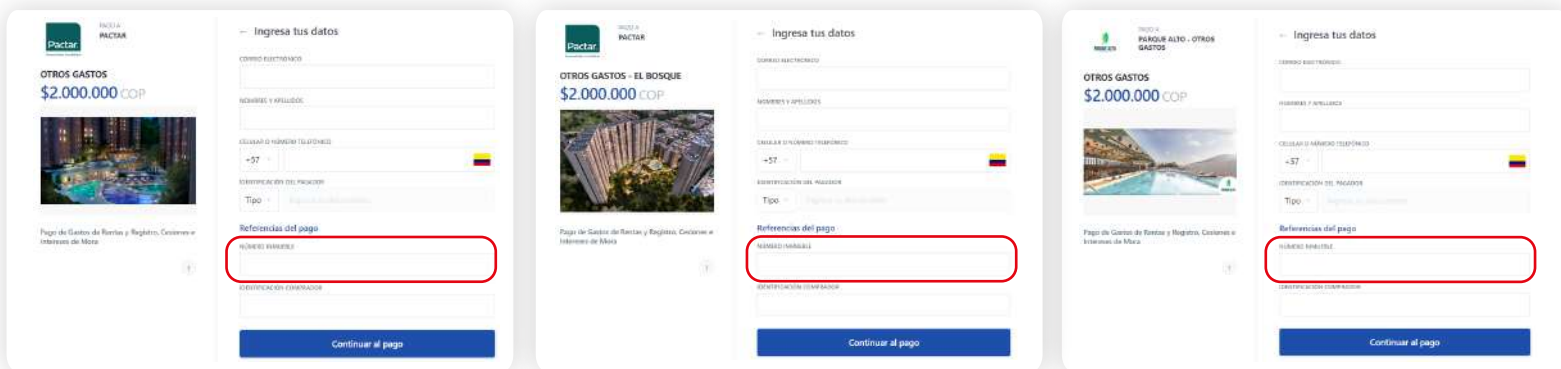 Pactar.
PAGO A
PACTAR
OTROS GASTOS
$2.000.000 COP
Pago de Gastos de Rentas y Registro, Cesiones e
Intereses de Mora
1
← Ingresa tus datos
CORREO ELECTRÓNICO
NOMBRES Y APELLIDOS
CELULAR O NÚMERO TELEFÓNICO
+57
IDENTIFICACIÓN DEL PAGADOR
Tipo
Referencias del pago
NÚMERO INMUEBLE
IDENTIFICACIÓN COMPRADOR
Continuar al pago
Pactar.
PAGO A
PACTAR
OTROS GASTOS - EL BOSQUE
$2.000.000 COP
Pago de Gastos de Rentas y Registro, Cesiones e
Intereses de Mora
1
← Ingresa tus datos
CORREO ELECTRÓNICO
NOMBRES Y APELLIDOS
CELULAR O NÚMERO TELEFÓNICO
+57
IDENTIFICACIÓN DEL PAGADOR
Tipo
Referencias del pago
NÚMERO INMUEBLE
IDENTIFICACIÓN COMPRADOR
Continuar al pago
PARQUE ALTO
PAGO A
PARQUE ALTO - OTROS
GASTOS
OTROS GASTOS
$2.000.000 COP
Pago de Gastos de Rentas y Registro, Cesiones e
Intereses de Mora
1
← Ingresa tus datos
CORREO ELECTRÓNICO
NOMBRES Y APELLIDOS
CELULAR O NÚMERO TELEFÓNICO
+57
IDENTIFICACIÓN DEL PAGADOR
Tipo
Referencias del pago
NÚMERO INMUEBLE
IDENTIFICACIÓN COMPRADOR
Continuar al pago